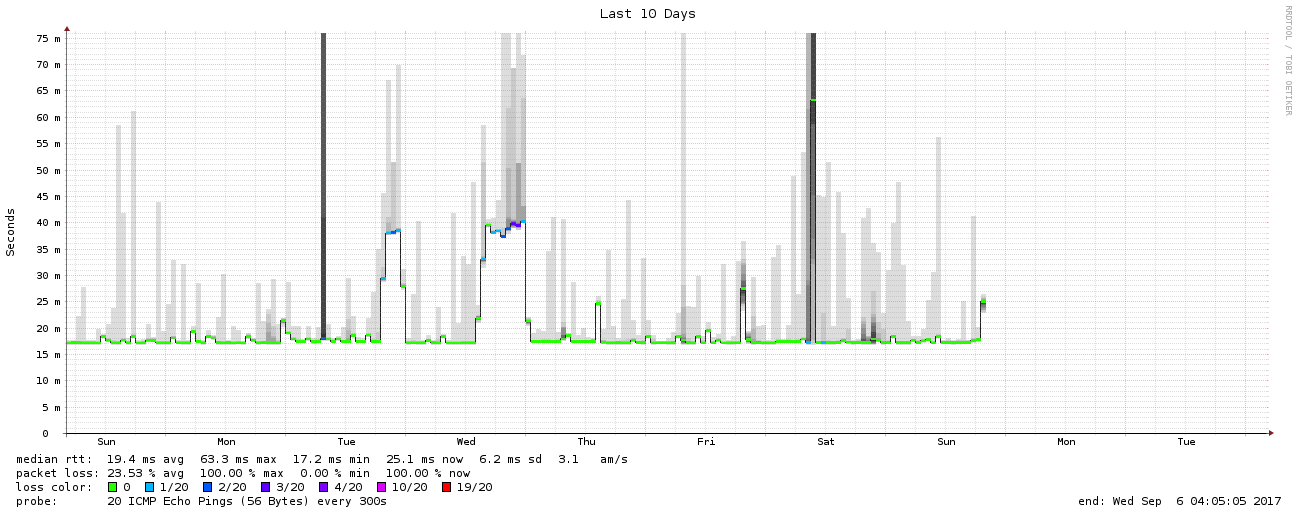 Last 10 Days
RRDTOOL / TOBI OETIKER
Seconds
75 m
70 m
65 m
60 m
55 m
50 m
45 m
40 m
35 m
30 m
25 m
20 m
15 m
10 m
5 m
0
Sun Mon Tue Wed Thu Fri Sat Sun Mon Tue
median rtt: 19.4 ms avg 63.3 ms max 17.2 ms min 25.1 ms now 6.2 ms sd 3.1 am/s
packet loss: 23.53 % avg 100.00 % max 0.00 % min 100.00 % now
loss color: 0 1/20 2/20 3/20 4/20 10/20 19/20
probe: 20 ICMP Echo Pings (56 Bytes) every 300s end: Wed Sep 6 04:05:05 2017